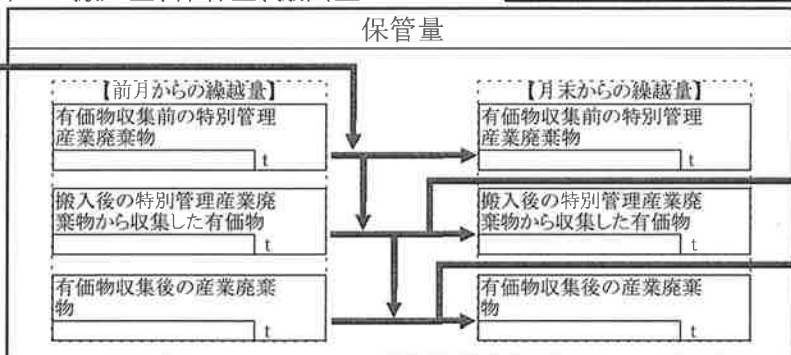 保管量
【前月からの繰越量】
有価物収集前の特別管理
産業廃棄物
t
搬入後の特別管理産業廃
棄物から収集した有価物
t
有価物収集後の産業廃棄
物
t
【月末からの繰越量】
有価物収集前の特別管理
産業廃棄物
t
搬入後の特別管理産業廃
棄物から収集した有価物
t
有価物収集後の産業廃棄
物
t